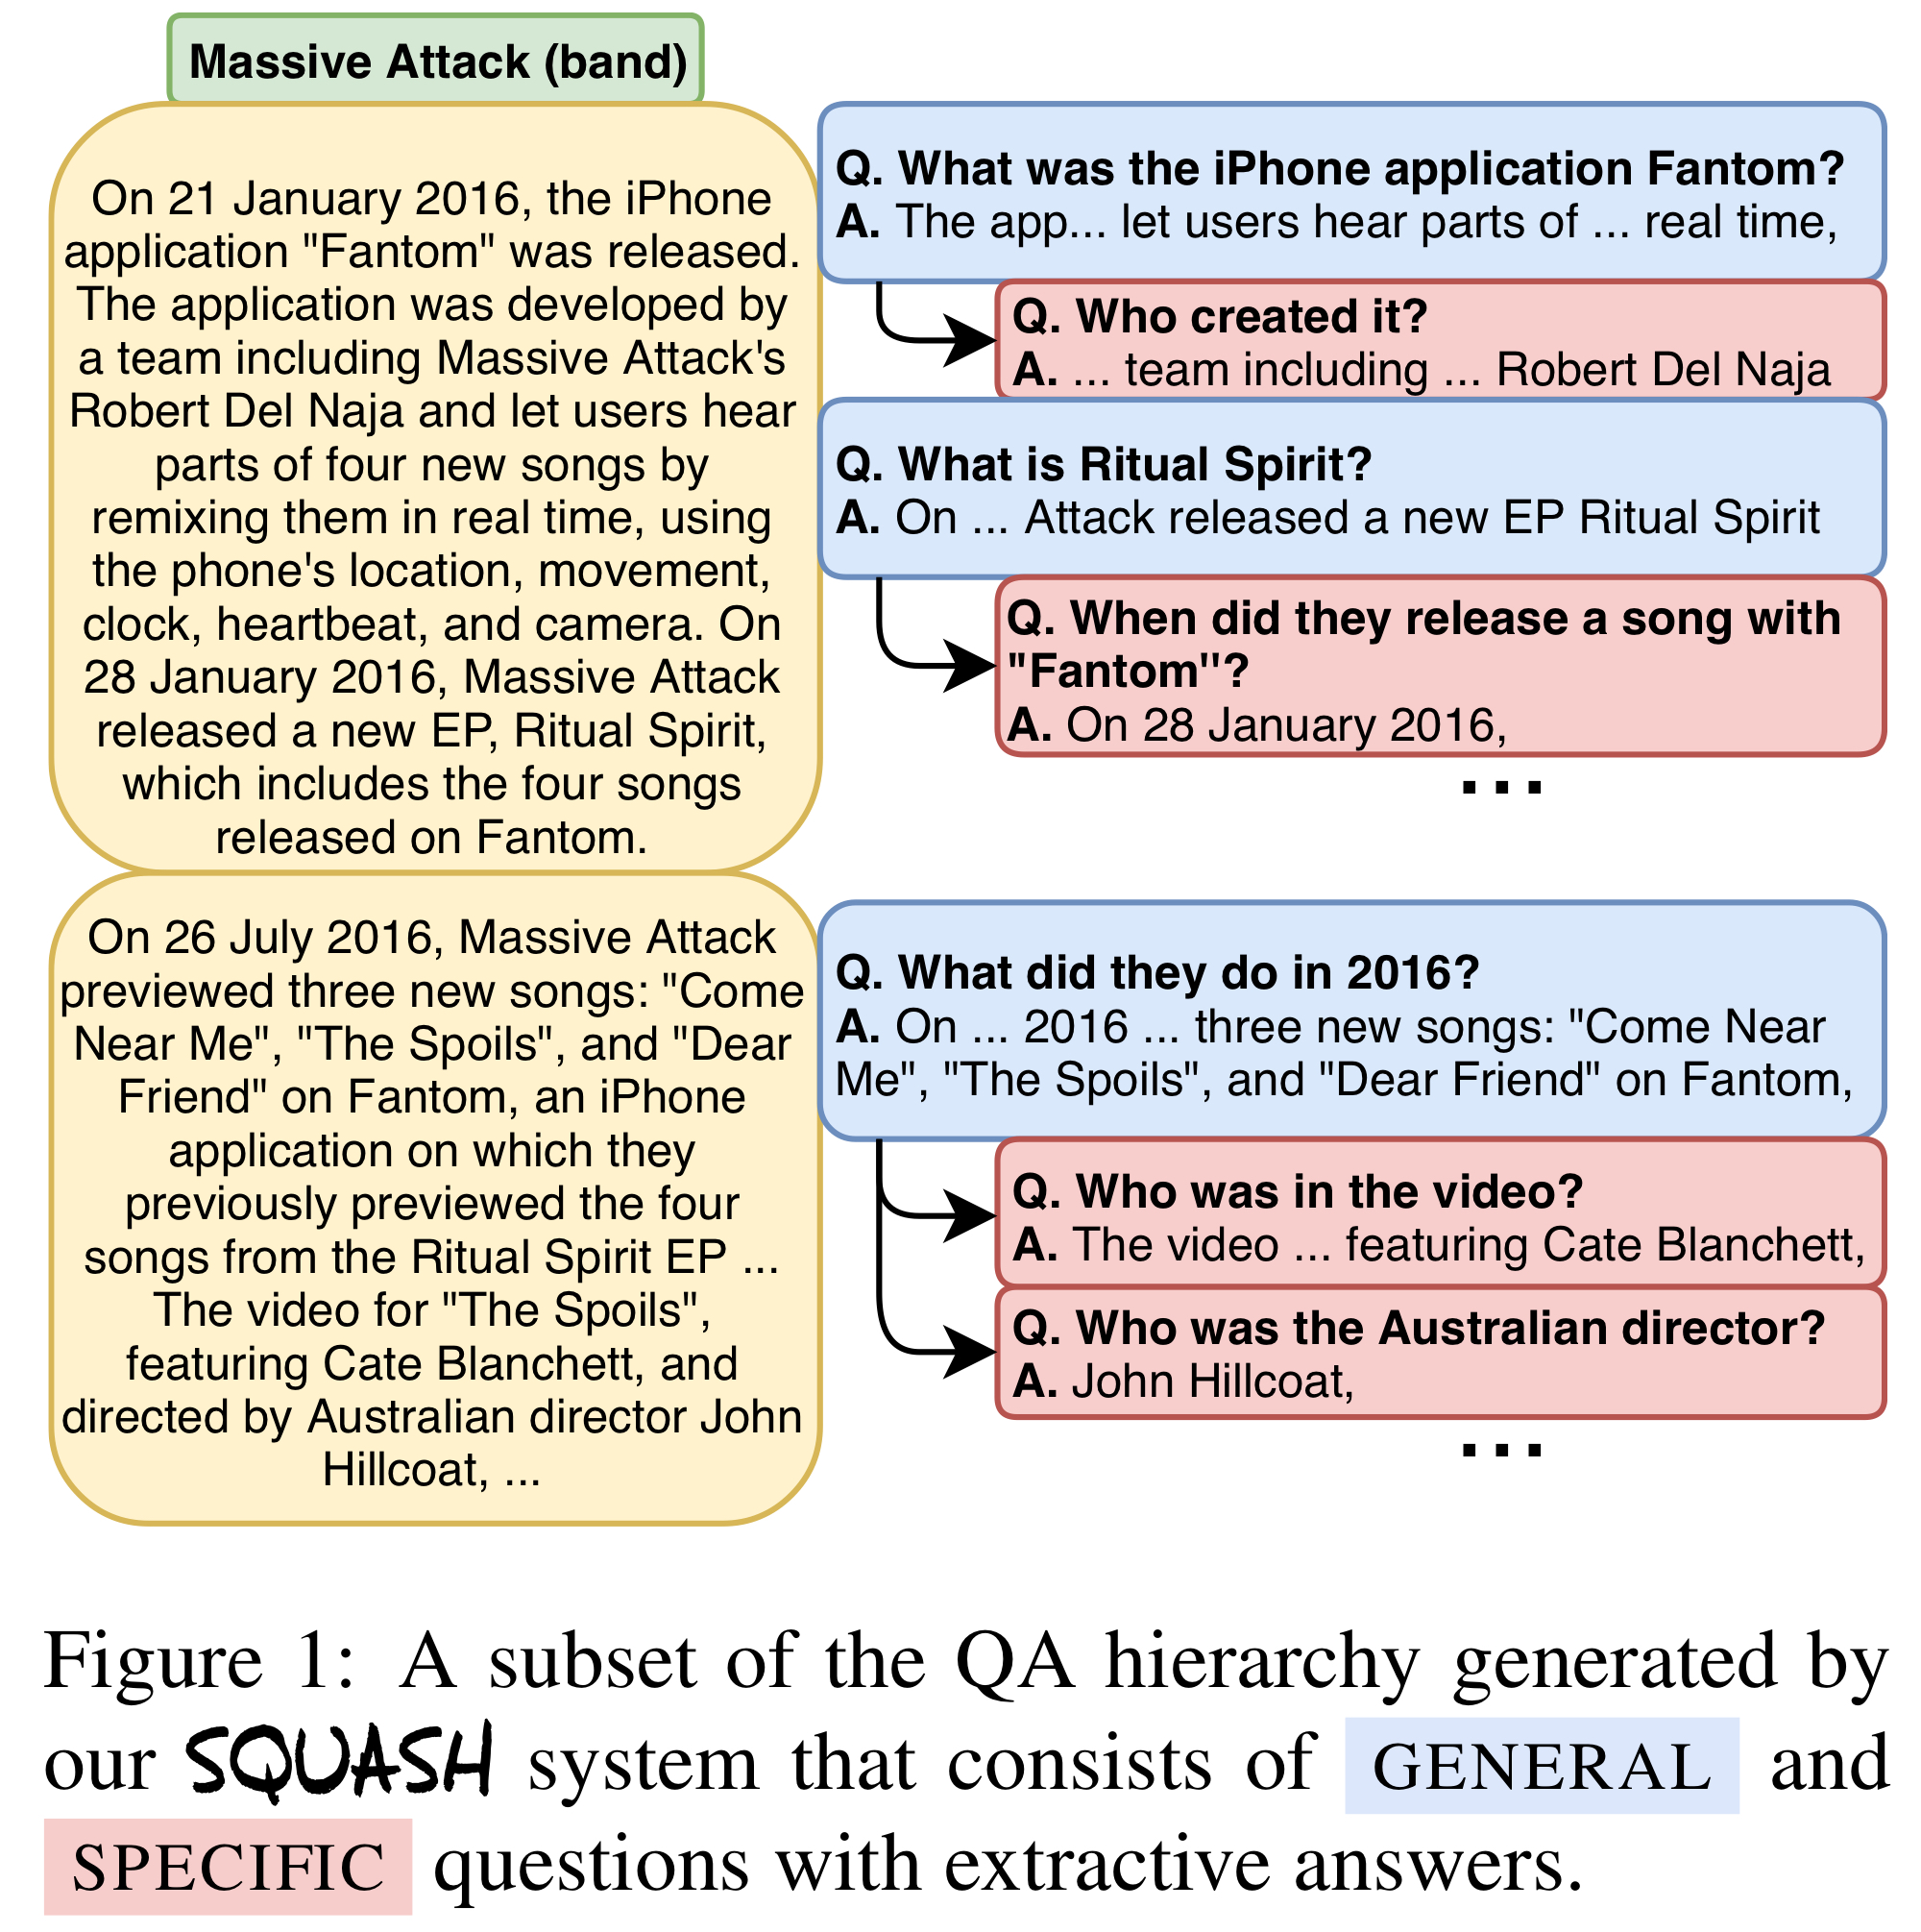 Massive Attack (band)
On 21 January 2016, the iPhone
application "Fantom" was released.
The application was developed by
a team including Massive Attack's
Robert Del Naja and let users hear
parts of four new songs by
remixing them in real time, using
the phone's location, movement,
clock, heartbeat, and camera. On
28 January 2016, Massive Attack
released a new EP, Ritual Spirit,
which includes the four songs
released on Fantom.
Q. What was the iPhone application Fantom?
A. The app... let users hear parts of ... real time,
Q. Who created it?
A. ... team including ... Robert Del Naja
Q. What is Ritual Spirit?
A. On ... Attack released a new EP Ritual Spirit
Q. When did they release a song with
"Fantom''?
A. On 28 January 2016,
...
On 26 July 2016, Massive Attack
previewed three new songs: "Come
Near Me", "The Spoils", and "Dear
Friend" on Fantom, an iPhone
application on which they
previously previewed the four
songs from the Ritual Spirit EP ...
The video for "The Spoils",
featuring Cate Blanchett, and
directed by Australian director John
Hillcoat, ...
Q. What did they do in 2016?
A. On ... 2016 ... three new songs: "Come Near
Me", "The Spoils", and "Dear Friend" on Fantom,
Q. Who was in the video?
A. The video ... featuring Cate Blanchett,
Q. Who was the Australian director?
A. John Hillcoat,
...
Figure 1: A subset of the QA hierarchy generated by
our SQUASH system that consists of GENERAL and
SPECIFIC questions with extractive answers.